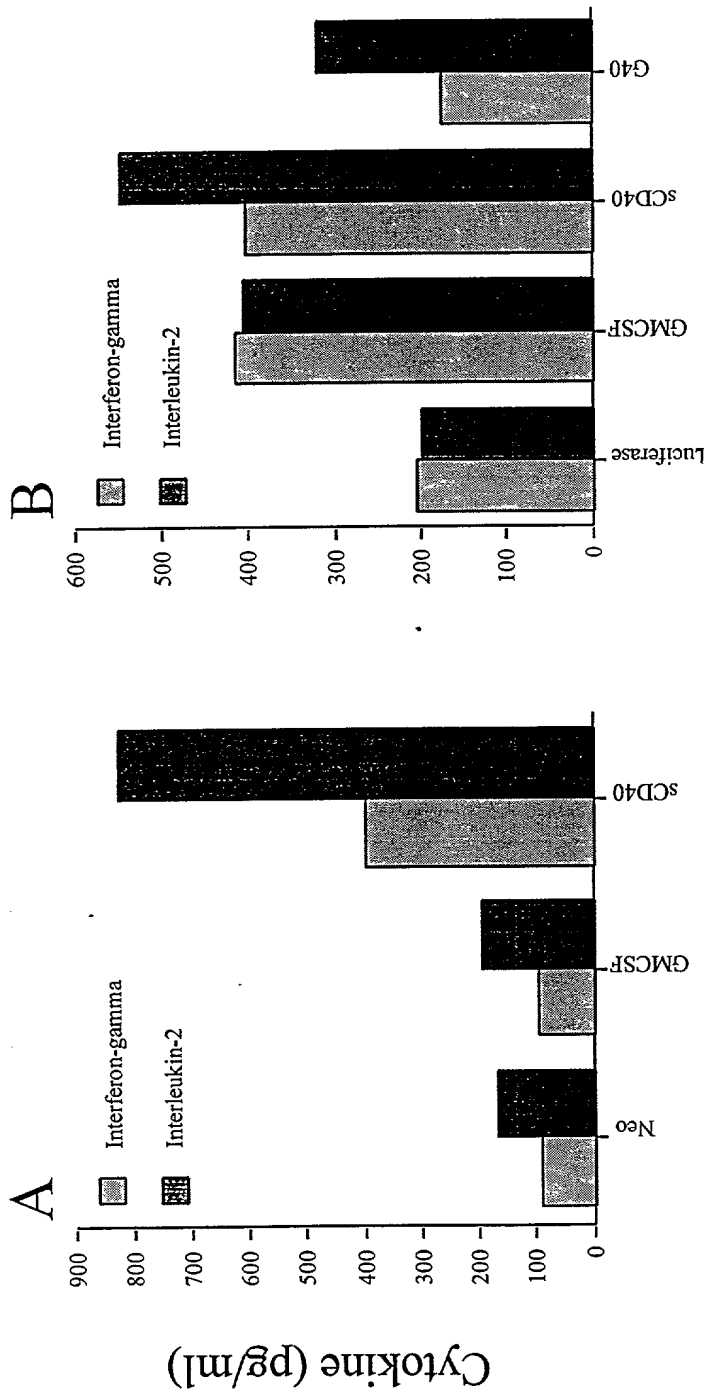 A
Interferon-gamma
Interleukin-2
Cytokine (pg/ml)
900
800
700
600
500
400
300
200
100
0
Neo
GMCSF
sCD40
B
Interferon-gamma
Interleukin-2
600
500
400
300
200
100
0
Luciferase
GMCSF
sCD40
G40